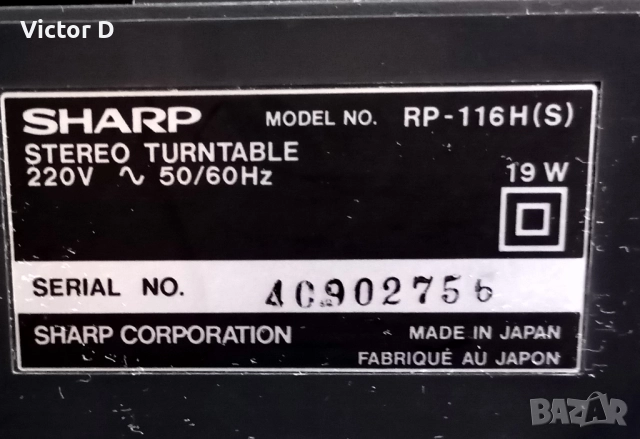 Victor D
SHARP MODEL NO. RP-116H(S)
STEREO TURNTABLE
220V ∿ 50/60Hz 19 W
SERIAL NO. 4C902756
SHARP CORPORATION MADE IN JAPAN
FABRIQUÉ AU JAPON
BAZAR